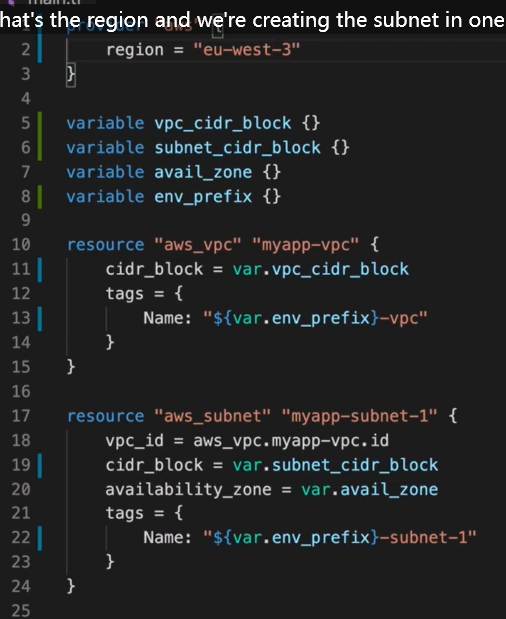 main.tf
hat's the region and we're creating the subnet in one
1 provider "aws" {
2 region = "eu-west-3"
3 }
4
5 variable vpc_cidr_block {}
6 variable subnet_cidr_block {}
7 variable avail_zone {}
8 variable env_prefix {}
9
10 resource "aws_vpc" "myapp-vpc" {
11 cidr_block = var.vpc_cidr_block
12 tags = {
13 Name: "${var.env_prefix}-vpc"
14 }
15 }
16
17 resource "aws_subnet" "myapp-subnet-1" {
18 vpc_id = aws_vpc.myapp-vpc.id
19 cidr_block = var.subnet_cidr_block
20 availability_zone = var.avail_zone
21 tags = {
22 Name: "${var.env_prefix}-subnet-1"
23 }
24 }
25